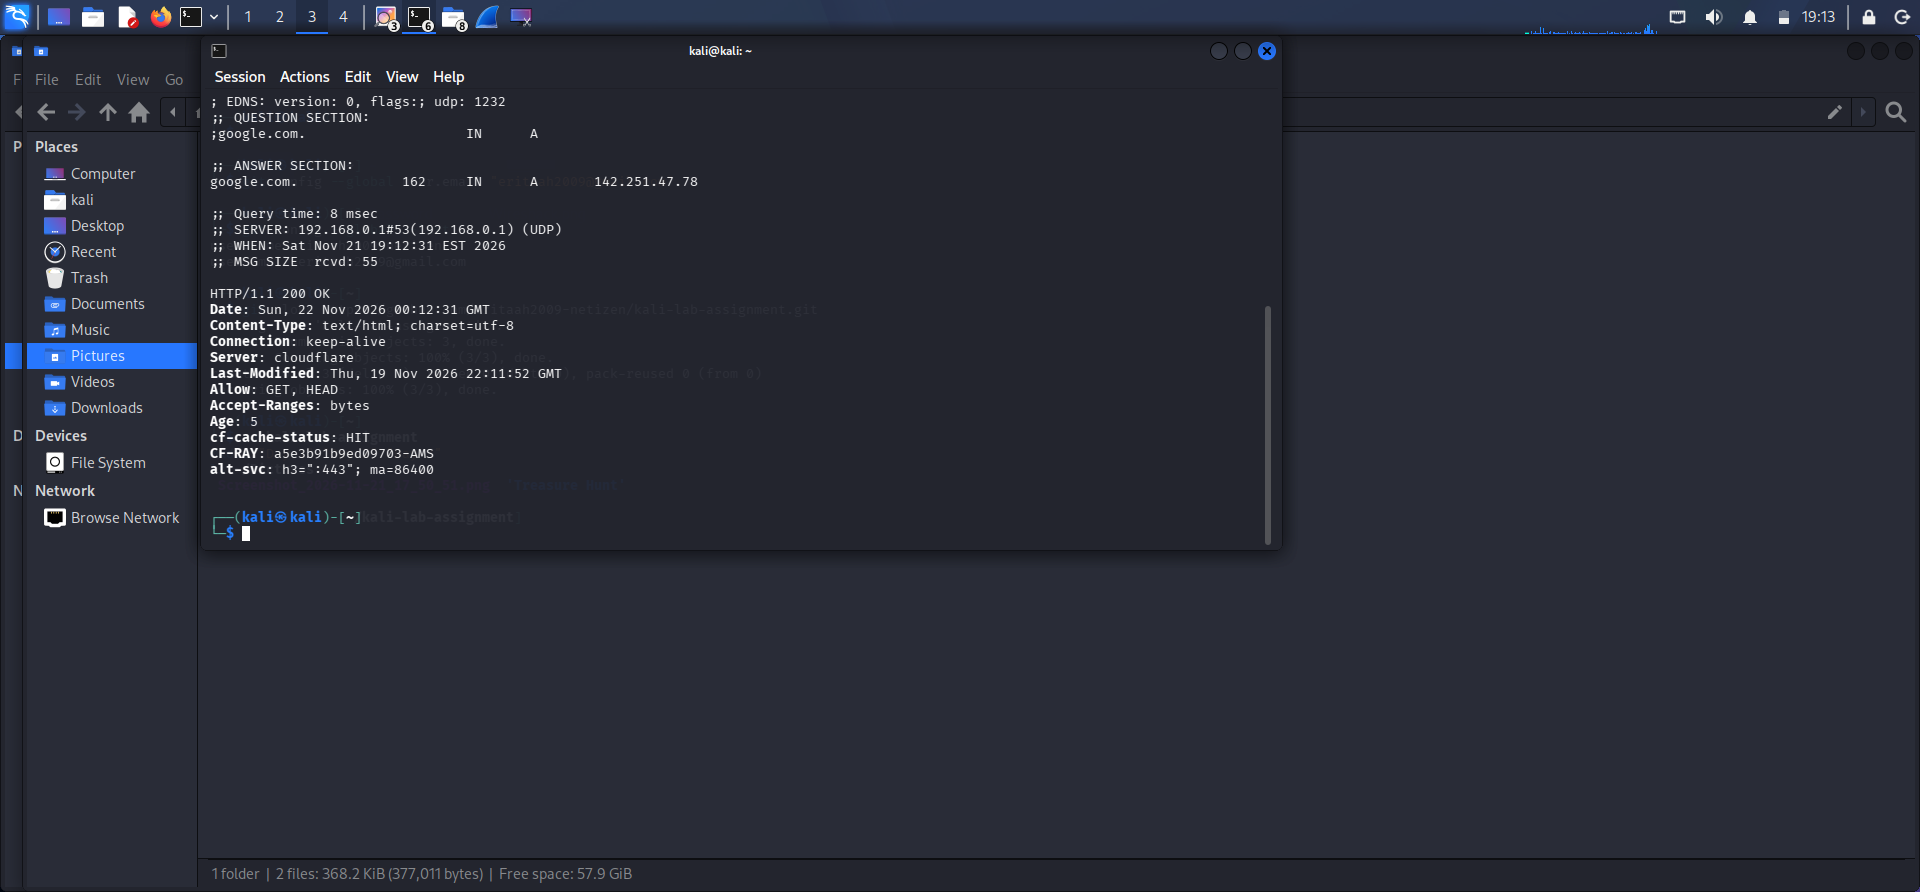 1 2 3 4 3 6 8 19:13
kali@kali: ~
F File Edit View Go
Session Actions Edit View Help
; EDNS: version: 0, flags:; udp: 1232
;; QUESTION SECTION:
;google.com. IN A
;; ANSWER SECTION:
google.com. 162 IN A 142.251.47.78
;; Query time: 8 msec
;; SERVER: 192.168.0.1#53(192.168.0.1) (UDP)
;; WHEN: Sat Nov 21 19:12:31 EST 2026
;; MSG SIZE rcvd: 55
HTTP/1.1 200 OK
Date: Sun, 22 Nov 2026 00:12:31 GMT
Content-Type: text/html; charset=utf-8
Connection: keep-alive
Server: cloudflare
Last-Modified: Thu, 19 Nov 2026 22:11:52 GMT
Allow: GET, HEAD
Accept-Ranges: bytes
Age: 5
cf-cache-status: HIT
CF-RAY: a5e3b91b9ed09703-AMS
alt-svc: h3=":443"; ma=86400
┌──(kali㉿kali)-[~]
└─$
P Places
Computer
kali
Desktop
Recent
Trash
Documents
Music
Pictures
Videos
Downloads
D Devices
File System
N Network
Browse Network
1 folder | 2 files: 368.2 KiB (377,011 bytes) | Free space: 57.9 GiB